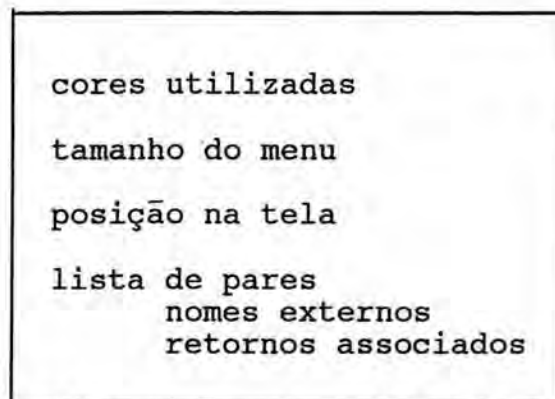 cores utilizadas
tamanho do menu
posição na tela
lista de pares
nomes externos
retornos associados